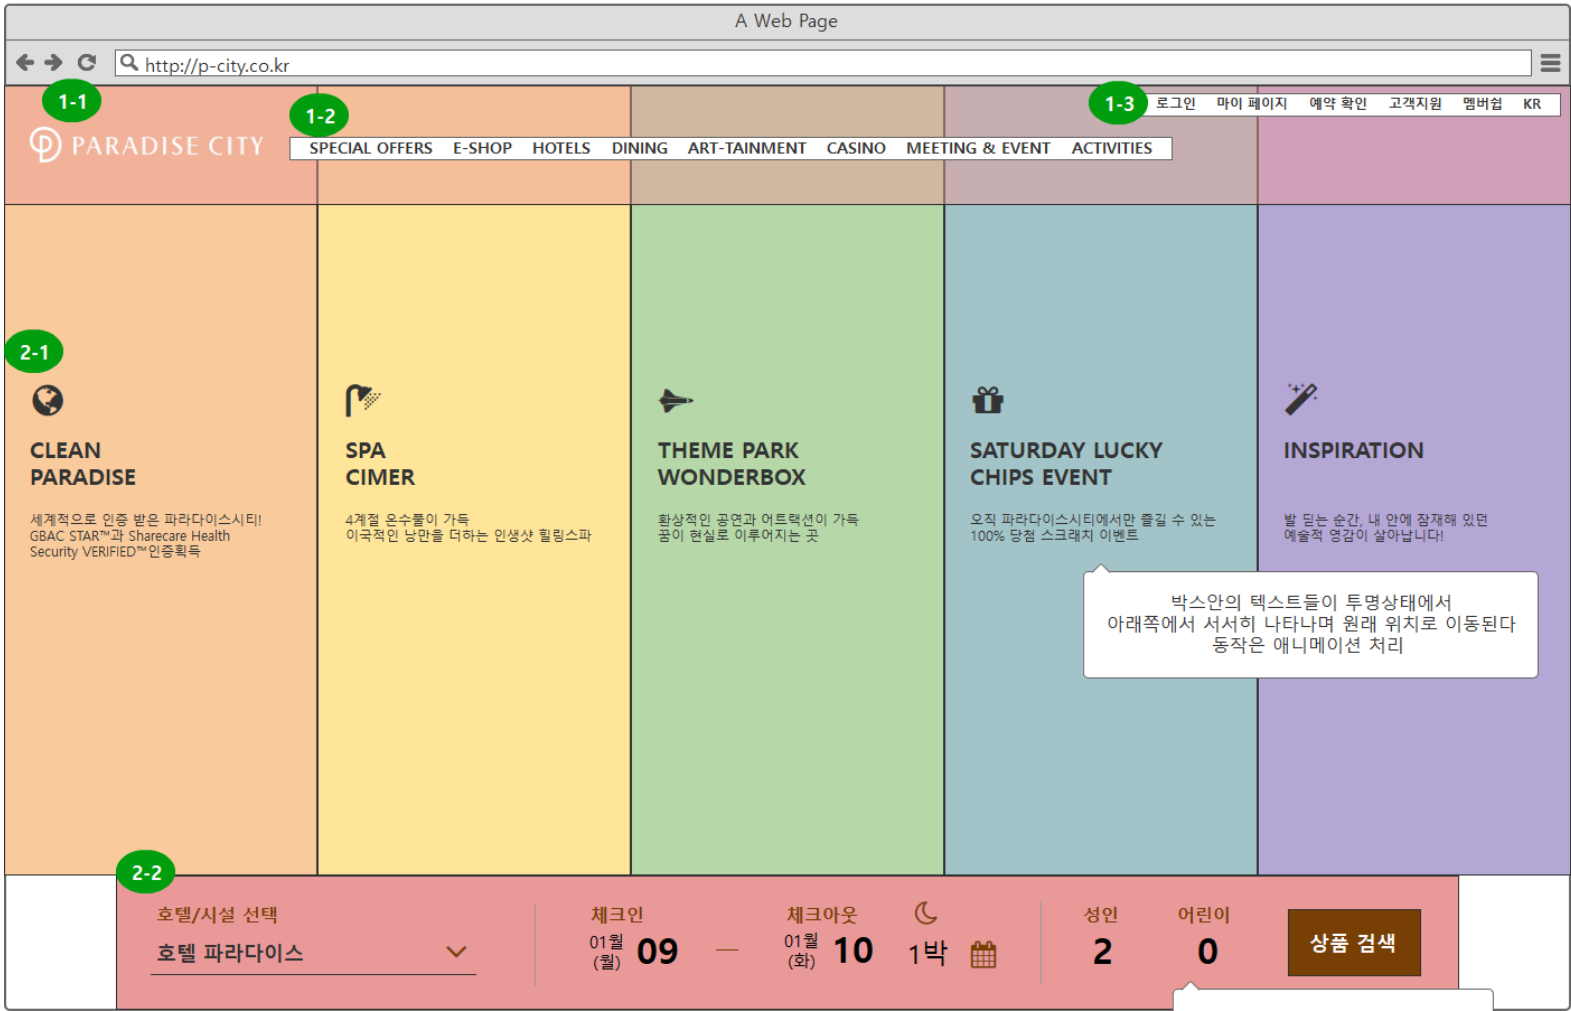 A Web Page
http://p-city.co.kr
1-1
1-2
1-3
로그인 마이 페이지 예약 확인 고객지원 멤버쉽 KR
PARADISE CITY
SPECIAL OFFERS E-SHOP HOTELS DINING ART-TAINMENT CASINO MEETING & EVENT ACTIVITIES
2-1
CLEAN
PARADISE
세계적으로 인증 받은 파라다이스시티!
GBAC STAR™과 Sharecare Health
Security VERIFIED™인증획득
SPA
CIMER
4계절 온수풀이 가득
이국적인 낭만을 더하는 인생샷 힐링스파
THEME PARK
WONDERBOX
환상적인 공연과 어트랙션이 가득
꿈이 현실로 이루어지는 곳
SATURDAY LUCKY
CHIPS EVENT
오직 파라다이스시티에서만 즐길 수 있는
100% 당첨 스크래치 이벤트
INSPIRATION
발 딛는 순간, 내 안에 잠재해 있던
예술적 영감이 살아납니다!
박스안의 텍스트들이 투명상태에서
아래쪽에서 서서히 나타나며 원래 위치로 이동된다
동작은 애니메이션 처리
2-2
호텔/시설 선택
호텔 파라다이스
체크인
01월
(월)
09
체크아웃
01월
(화)
10
1박
성인
2
어린이
0
상품 검색